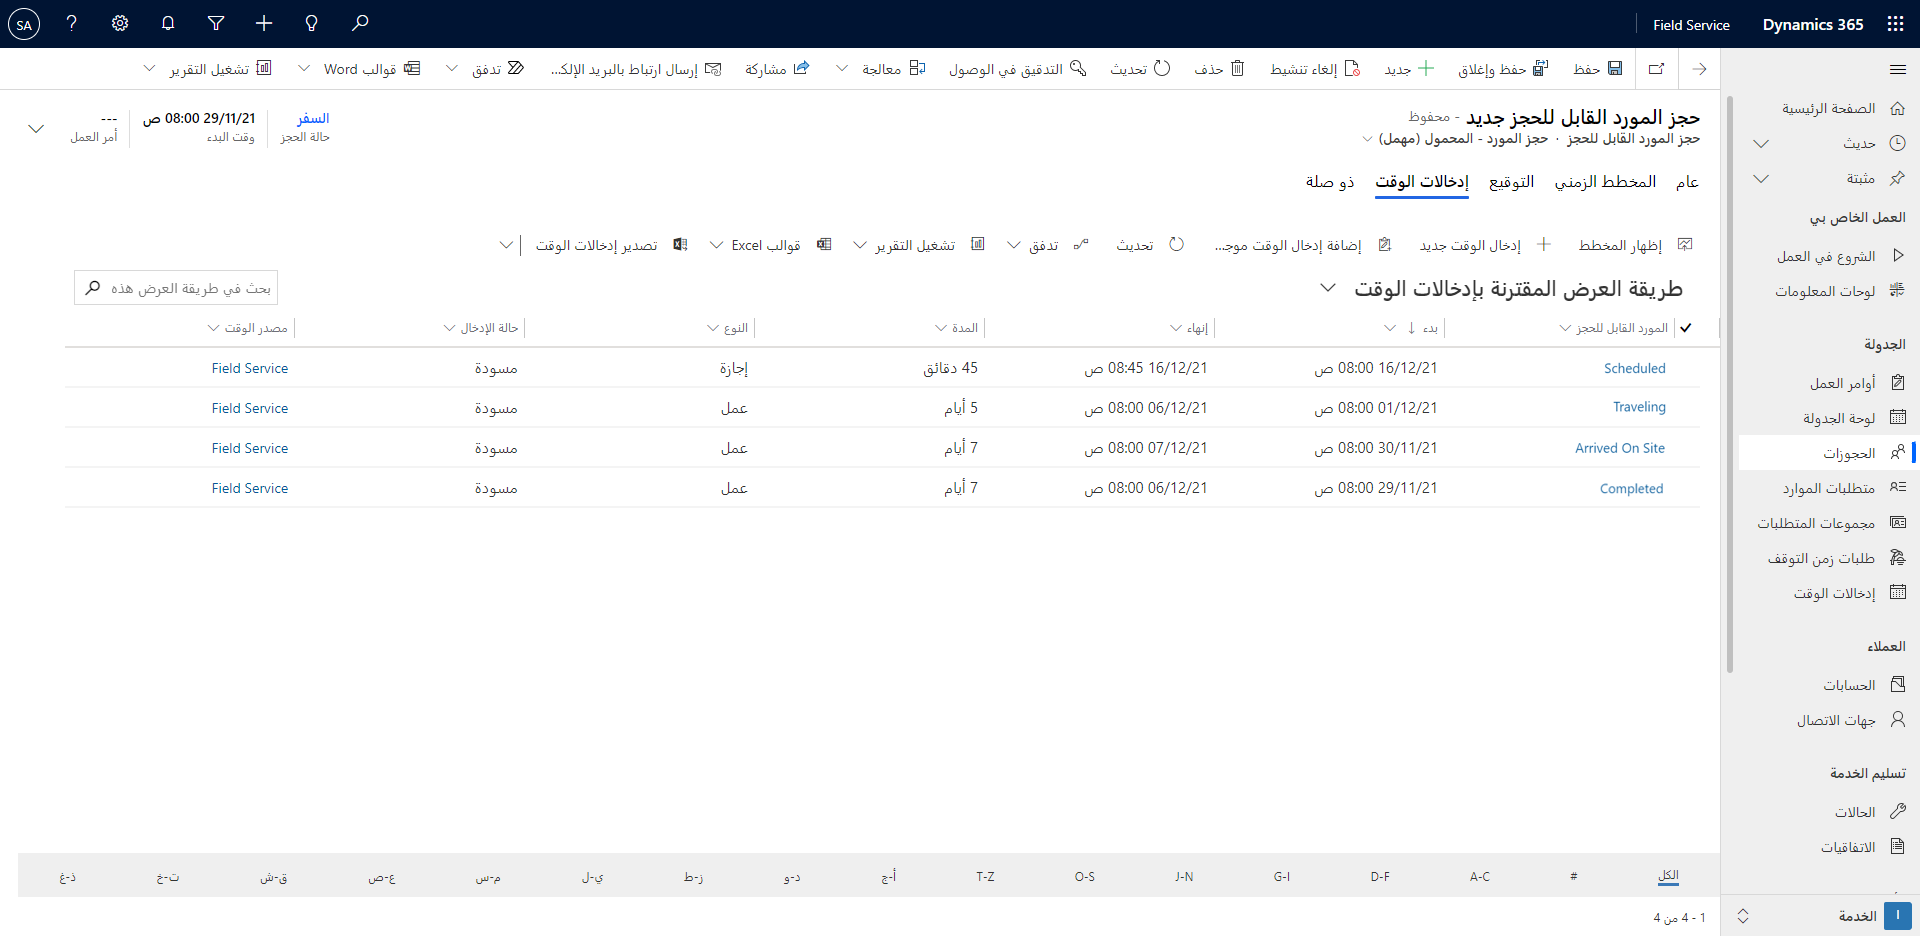 Dynamics 365
Field Service
SA
حفظ
حفظ وإغلاق
جديد
إلغاء تنشيط
حذف
تحديث
التدقيق في الوصول
معالجة
مشاركة
إرسال ارتباط بالبريد الإلك...
تدفق
قوالب Word
تشغيل التقرير
الصفحة الرئيسية
حديث
مثبتة
العمل الخاص بي
الشروع في العمل
لوحات المعلومات
الجدولة
أوامر العمل
لوحة الجدولة
الحجوزات
متطلبات الموارد
مجموعات المتطلبات
طلبات زمن التوقف
إدخالات الوقت
العملاء
الحسابات
جهات الاتصال
تسليم الخدمة
الحالات
الاتفاقيات
ا
الخدمة
حجز المورد القابل للحجز جديد - محفوظ
حجز المورد القابل للحجز · حجز المورد - المحمول (مهمل)
السفر
حالة الحجز
29/11/21 08:00 ص
وقت البدء
---
أمر العمل
عام
المخطط الزمني
التوقيع
إدخالات الوقت
ذو صلة
إظهار المخطط
إدخال الوقت جديد
إضافة إدخال الوقت موج...
تحديث
تدفق
تشغيل التقرير
قوالب Excel
تصدير إدخالات الوقت
طريقة العرض المقترنة بإدخالات الوقت
بحث في طريقة العرض هذه
المورد القابل للحجز بدء إنهاء المدة النوع حالة الإدخال مصدر الوقت
Scheduled 16/12/21 08:00 ص 16/12/21 08:45 ص 45 دقائق إجازة مسودة Field Service
Traveling 01/12/21 08:00 ص 06/12/21 08:00 ص 5 أيام عمل مسودة Field Service
Arrived On Site 30/11/21 08:00 ص 07/12/21 08:00 ص 7 أيام عمل مسودة Field Service
Completed 29/11/21 08:00 ص 06/12/21 08:00 ص 7 أيام عمل مسودة Field Service
الكل # A-C D-F G-I J-N O-S T-Z أ-ج د-و ز-ط ي-ل م-س ع-ص ق-ش ت-خ ذ-غ
1 - 4 من 4